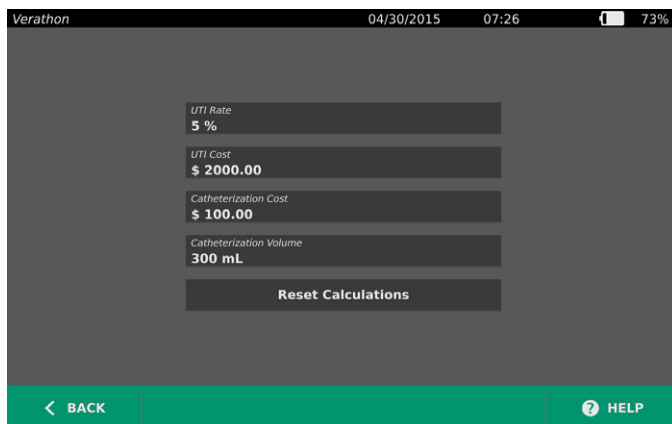 Verathon 04/30/2015 07:26 73%
UTI Rate
5 %
UTI Cost
$ 2000.00
Catheterization Cost
$ 100.00
Catheterization Volume
300 mL
Reset Calculations
BACK ? HELP